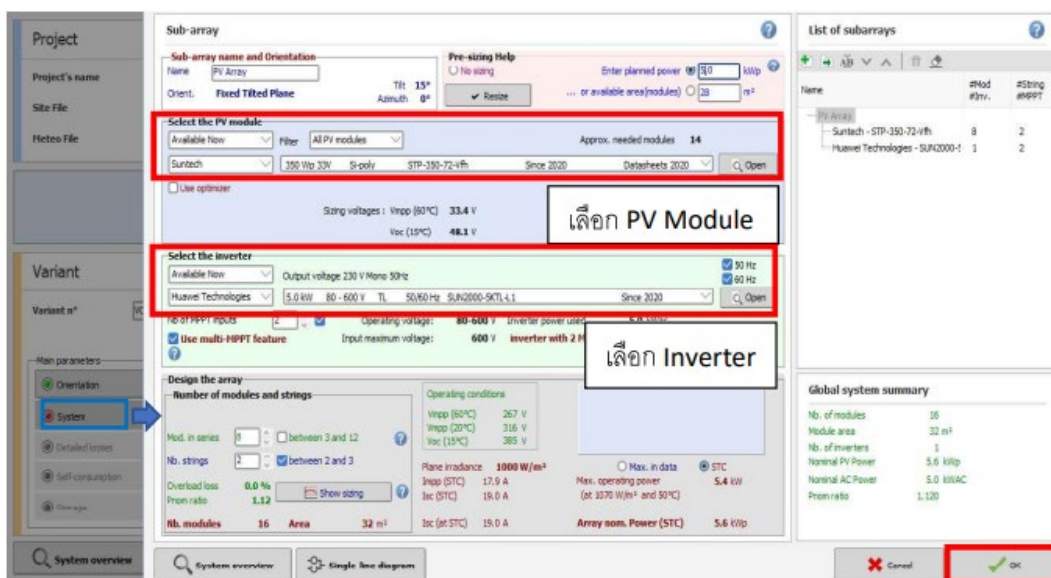 Project
Project's name
Site File
Meteo File
Variant
Variant n° VC
Main parameters
Orientation
System
Detailed losses
Self-consumption
Storage
System overview
Sub-array
Sub-array name and Orientation
Name PV Array
Orient. Fixed Tilted Plane
Tilt 15°
Azimuth 0°
Pre-sizing Help
No sizing
Enter planned power 5.0 kWp
Resize
... or available area(modules) 28 m²
Select the PV module
Available Now Filter All PV modules Approx. needed modules 14
Suntech 350 Wp 33V Si-poly STP-350-72-Vfh Since 2020 Datasheets 2020 Open
Use optimizer
Sizing voltages : Vmpp (60°C) 33.4 V
Voc (15°C) 48.1 V
เลือก PV Module
Select the inverter
Available Now Output voltage 230 V Mono 50Hz
50 Hz
60 Hz
Huawei Technologies 5.0 kW 80 - 600 V TL 50/60 Hz SUN2000-5KTL-L1 Since 2020 Open
Nb of MPPT inputs 2 Operating voltage: 80-600 V Inverter power used 5.0 kWac
Use multi-MPPT feature Input maximum voltage: 600 V inverter with 2 M
เลือก Inverter
Design the array
Number of modules and strings
Mod. in series 8 between 3 and 12
Nb. strings 2 between 2 and 3
Overload loss 0.0 %
Pnom ratio 1.12
Show sizing
Nb. modules 16 Area 32 m²
Operating conditions
Vmpp (60°C) 267 V
Vmpp (20°C) 316 V
Voc (15°C) 385 V
Plane irradiance 1000 W/m²
Impp (STC) 17.9 A
Isc (STC) 19.0 A
Isc (at STC) 19.0 A
Max. in data STC
Max. operating power 5.4 kW
(at 1070 W/m² and 50°C)
Array nom. Power (STC) 5.6 kWp
System overview
Single line diagram
List of subarrays
Name
#Mod #String
#Inv. #MPPT
PV Array
Suntech - STP-350-72-Vfh 8 2
Huawei Technologies - SUN2000-5 1 2
Global system summary
Nb. of modules 16
Module area 32 m²
Nb. of inverters 1
Nominal PV Power 5.6 kWp
Nominal AC Power 5.0 kWAC
Pnom ratio 1.120
Cancel
OK